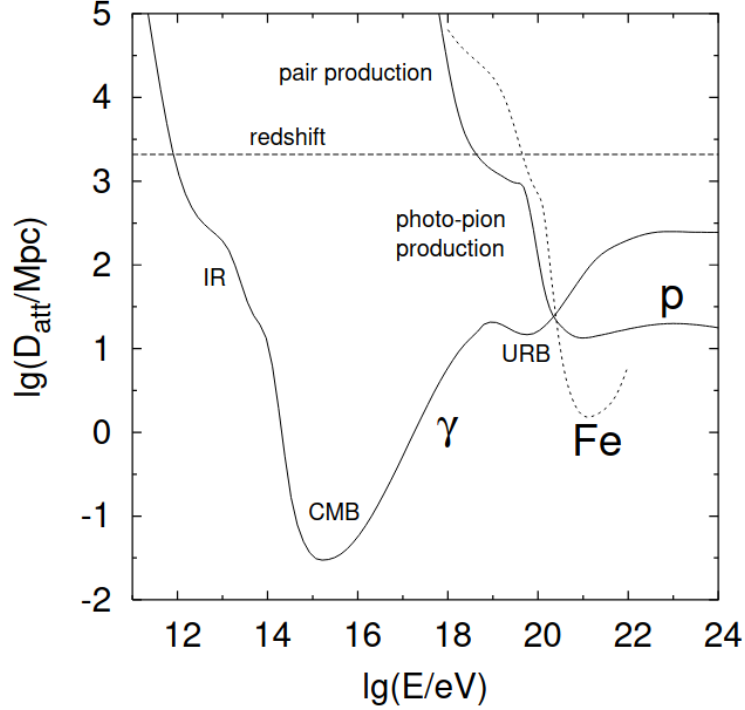 5
pair production
4
redshift
3
photo-pion
production
2
IR
p
1
URB
0
γ
Fe
-1
CMB
-2
12 14 16 18 20 22 24
lg(E/eV)
lg(D_att/Mpc)